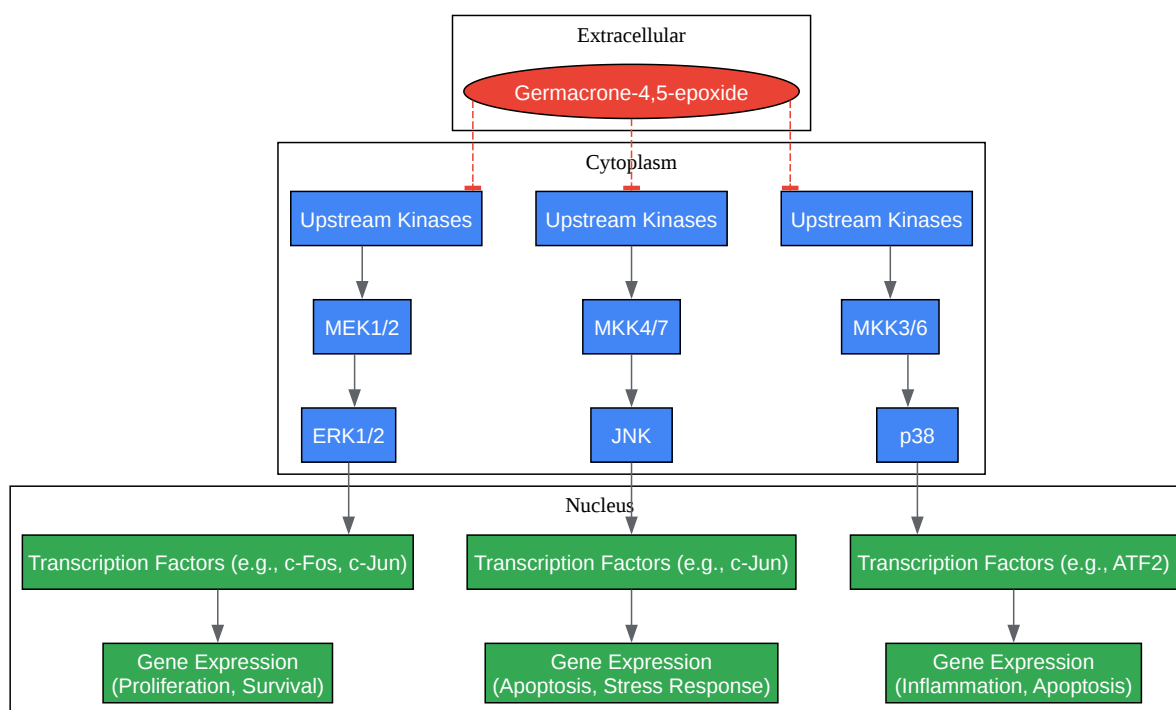 Extracellular
Germacrone-4,5-epoxide
Cytoplasm
Upstream Kinases
Upstream Kinases
Upstream Kinases
MEK1/2
MKK4/7
MKK3/6
ERK1/2
JNK
p38
Nucleus
Transcription Factors (e.g., c-Fos, c-Jun)
Transcription Factors (e.g., c-Jun)
Transcription Factors (e.g., ATF2)
Gene Expression
(Proliferation, Survival)
Gene Expression
(Apoptosis, Stress Response)
Gene Expression
(Inflammation, Apoptosis)